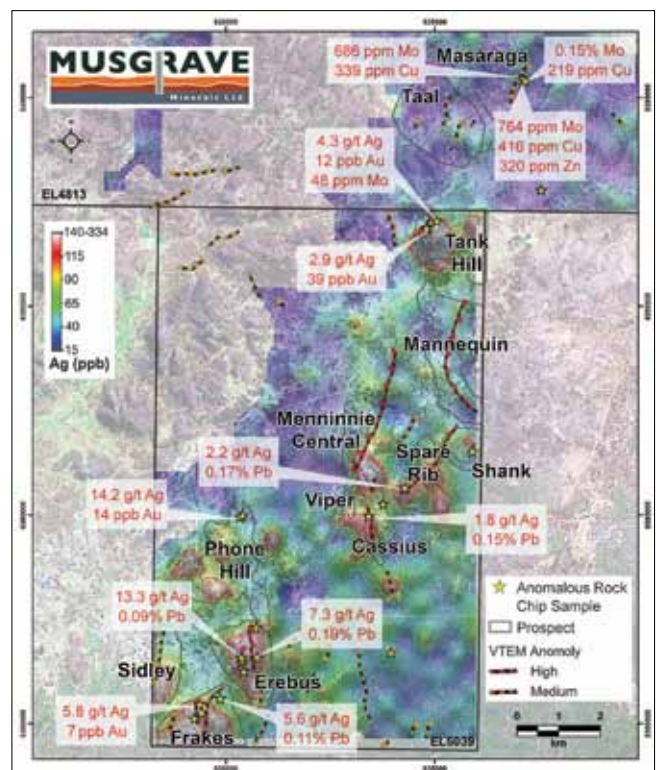 MUSGRAVE
Minerals Ltd
686 ppm Mo
339 ppm Cu
Masaraga
0.15% Mo
219 ppm Cu
Taal
764 ppm Mo
416 ppm Cu
320 ppm Zn
4.3 g/t Ag
12 ppb Au
48 ppm Mo
EL4813
140-334
115
90
65
40
15
Ag (ppb)
Tank
Hill
2.9 g/t Ag
39 ppb Au
Mannequin
Menninnie
Central
2.2 g/t Ag
0.17% Pb
Spare
Rib
Shank
14.2 g/t Ag
14 ppb Au
Viper
Cassius
1.8 g/t Ag
0.15% Pb
Phone
Hill
13.3 g/t Ag
0.09% Pb
7.3 g/t Ag
0.19% Pb
Sidley
Erebus
5.8 g/t Ag
7 ppb Au
5.6 g/t Ag
0.11% Pb
Frakes
EL5039
Anomalous Rock
Chip Sample
Prospect
VTEM Anomoly
High
Medium
0 1 2
km